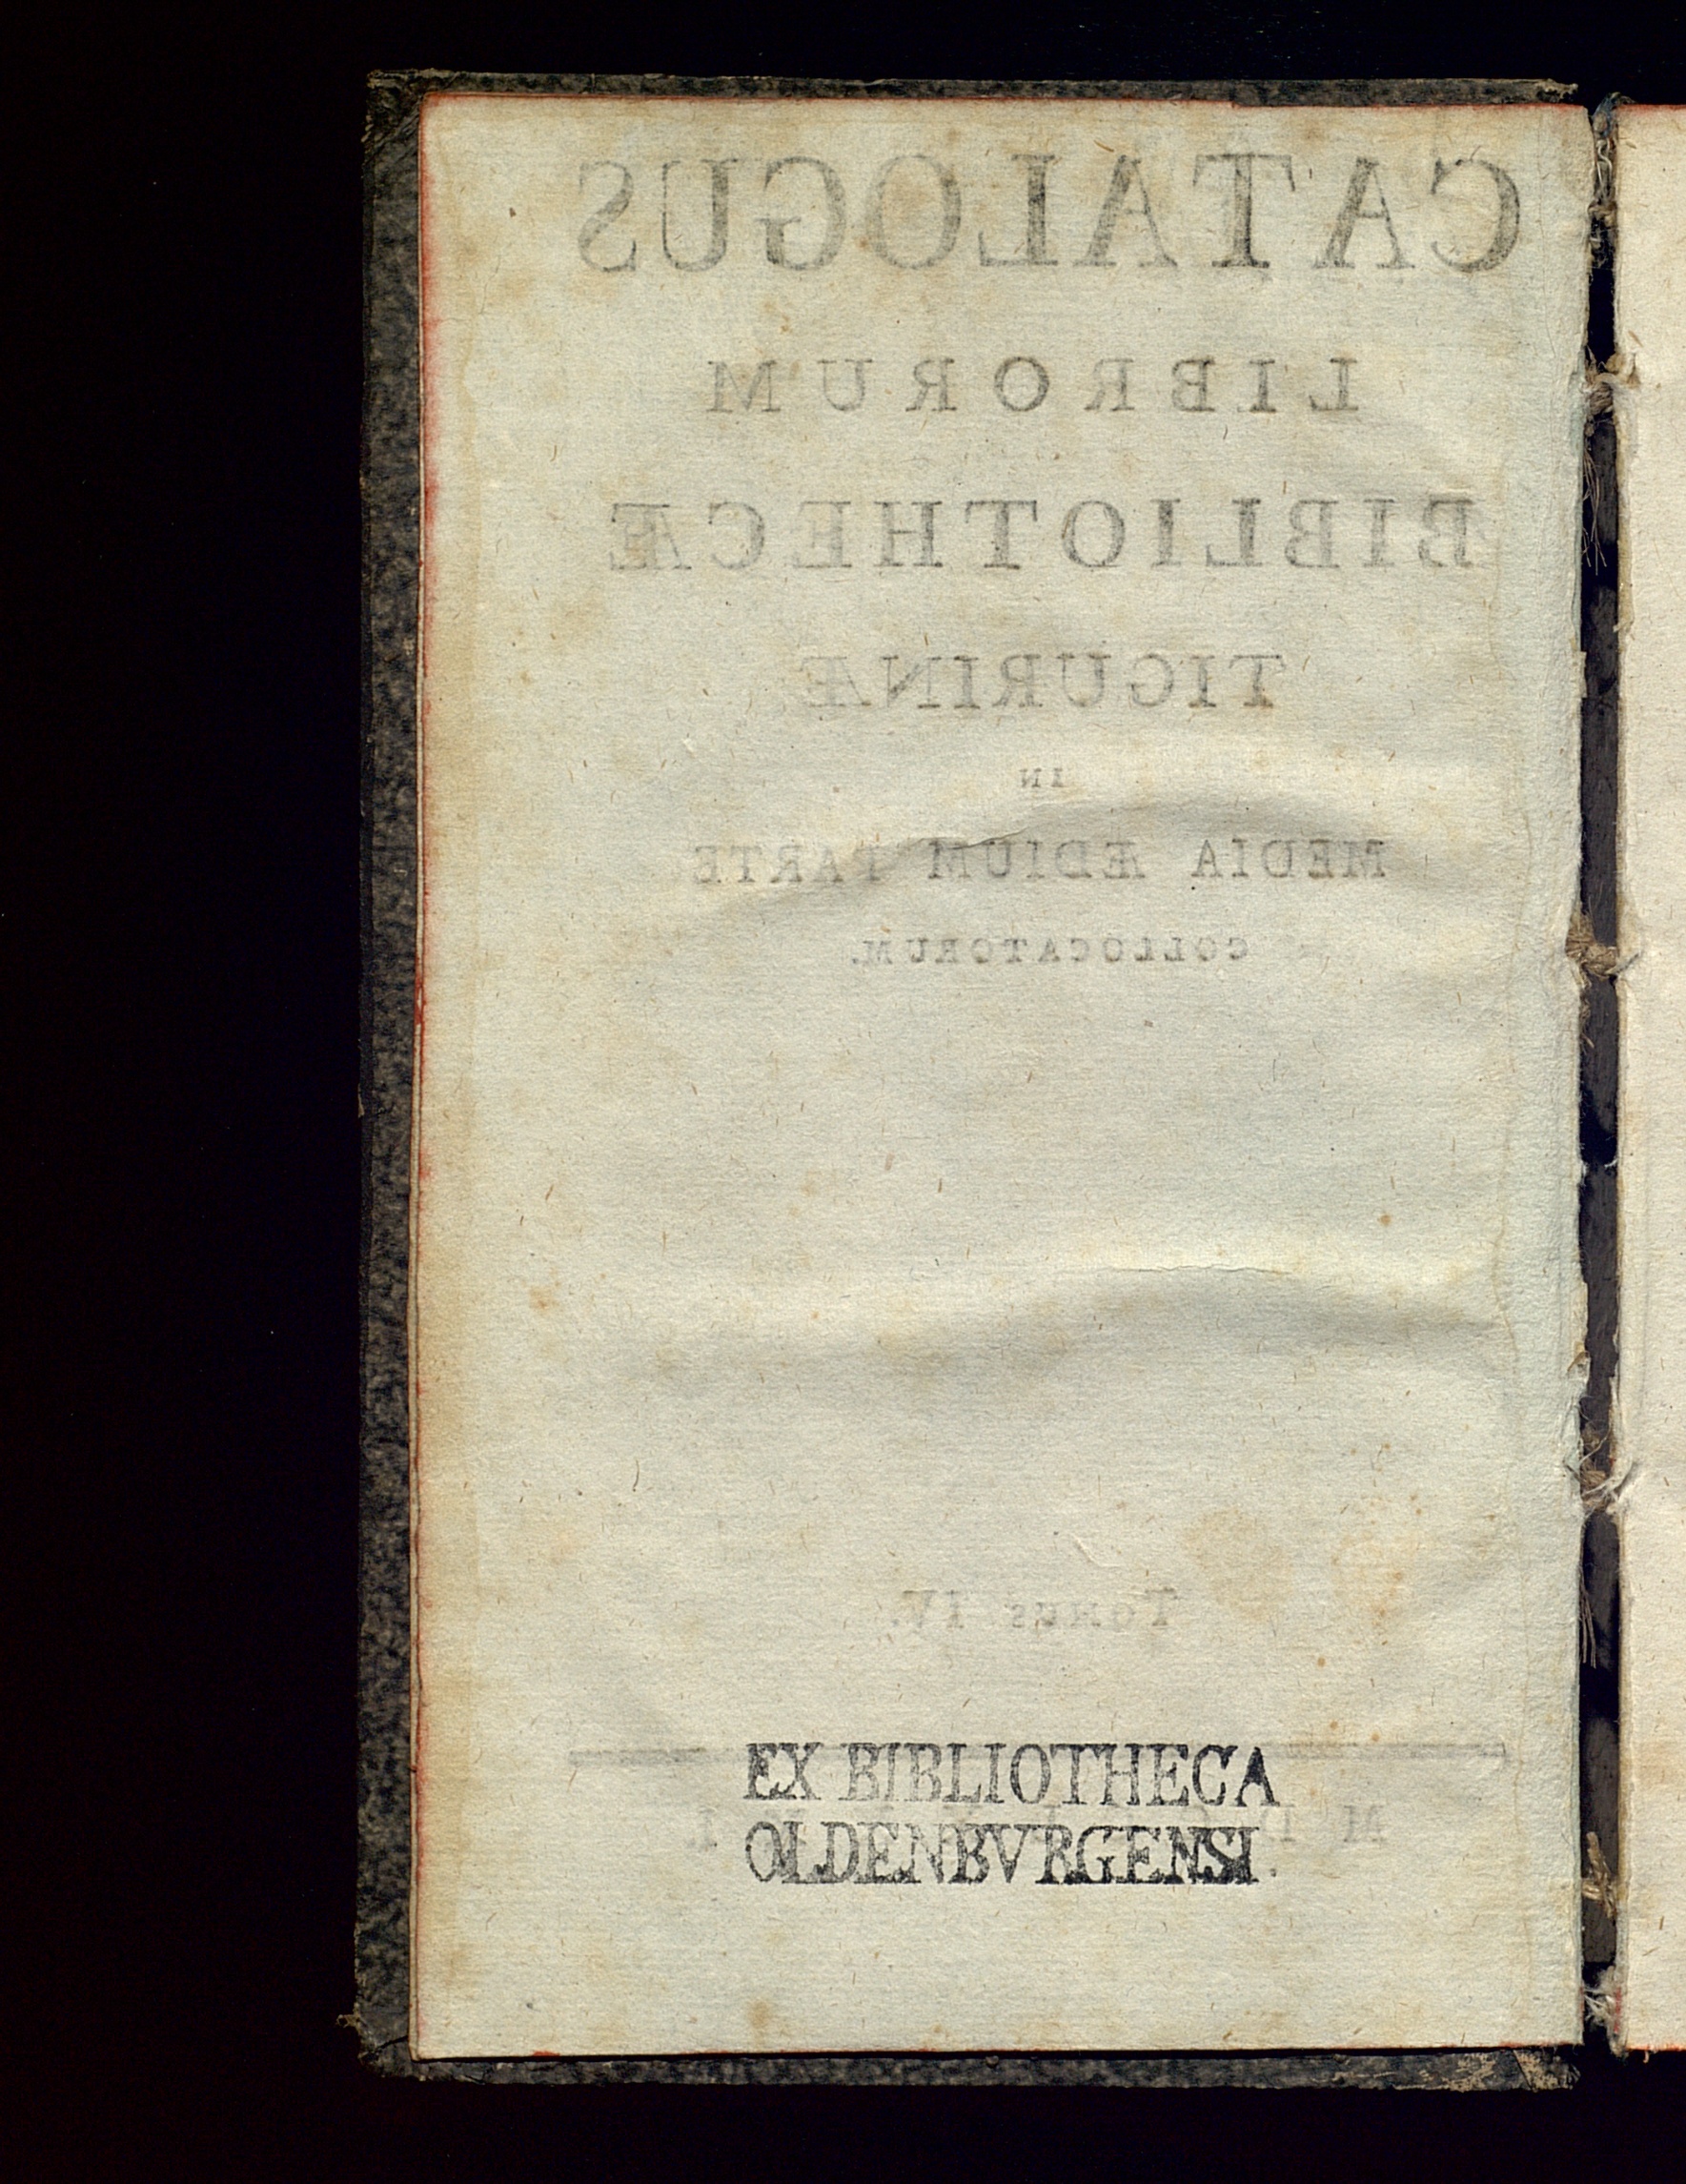 CATALOGUS
LIBRORUM
BIBLIOTHECÆ
TIGURINÆ
IN
MEDIA ÆDIUM PARTE
COLLOCATORUM.
TOMUS IV.
EX BIBLIOTHECA
OLDENBVRGENSI.